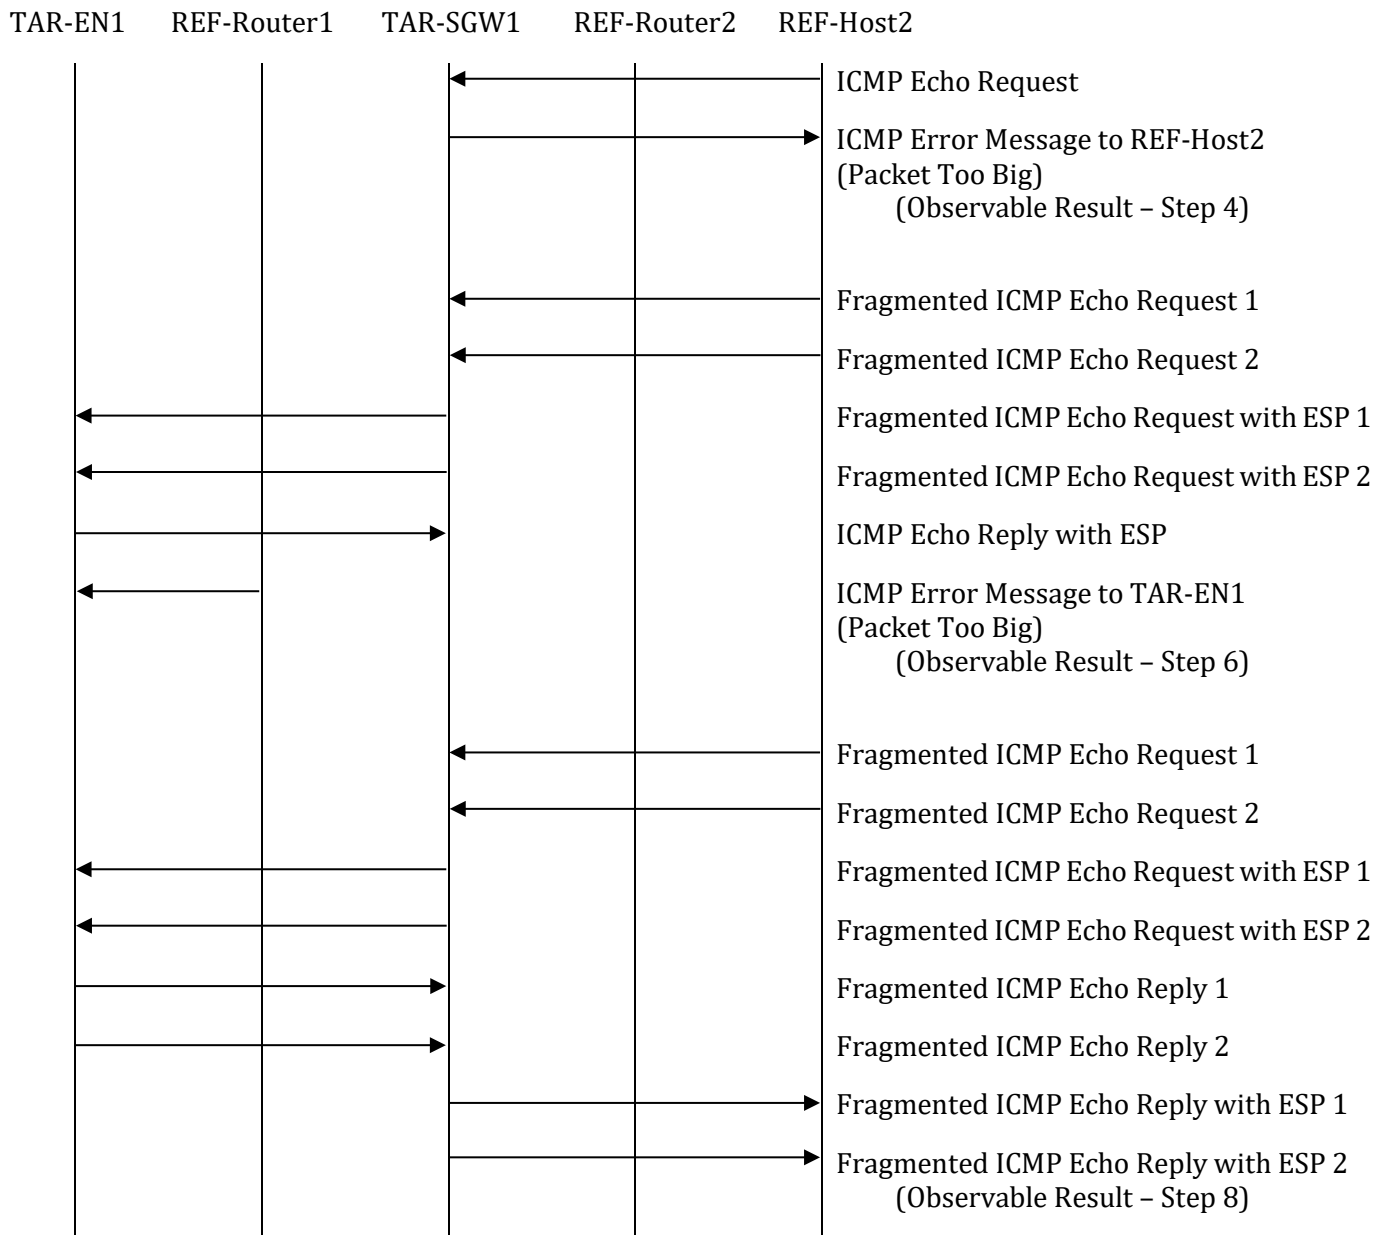 TAR-EN1 REF-Router1 TAR-SGW1 REF-Router2 REF-Host2
ICMP Echo Request
ICMP Error Message to REF-Host2
(Packet Too Big)
(Observable Result – Step 4)
Fragmented ICMP Echo Request 1
Fragmented ICMP Echo Request 2
Fragmented ICMP Echo Request with ESP 1
Fragmented ICMP Echo Request with ESP 2
ICMP Echo Reply with ESP
ICMP Error Message to TAR-EN1
(Packet Too Big)
(Observable Result – Step 6)
Fragmented ICMP Echo Request 1
Fragmented ICMP Echo Request 2
Fragmented ICMP Echo Request with ESP 1
Fragmented ICMP Echo Request with ESP 2
Fragmented ICMP Echo Reply 1
Fragmented ICMP Echo Reply 2
Fragmented ICMP Echo Reply with ESP 1
Fragmented ICMP Echo Reply with ESP 2
(Observable Result – Step 8)